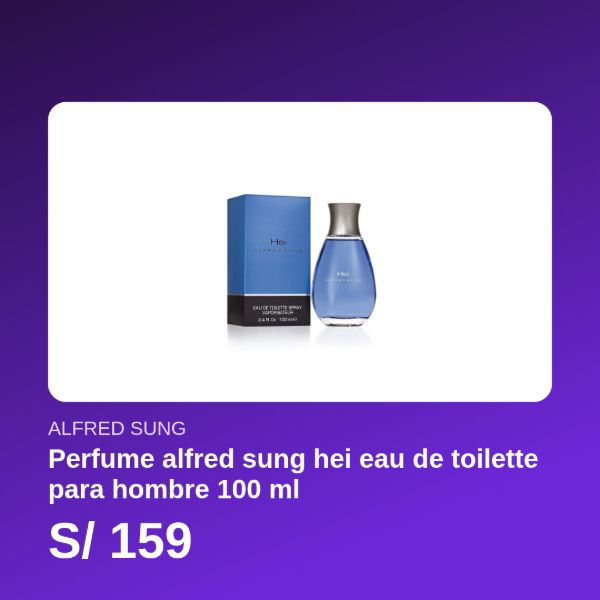 Hei
ALFRED SUNG
EAU DE TOILETTE SPRAY
VAPORISATEUR
3.4 fl. Oz. 100 ml e
Hei
ALFRED SUNG
ALFRED SUNG
Perfume alfred sung hei eau de toilette
para hombre 100 ml
S/ 159